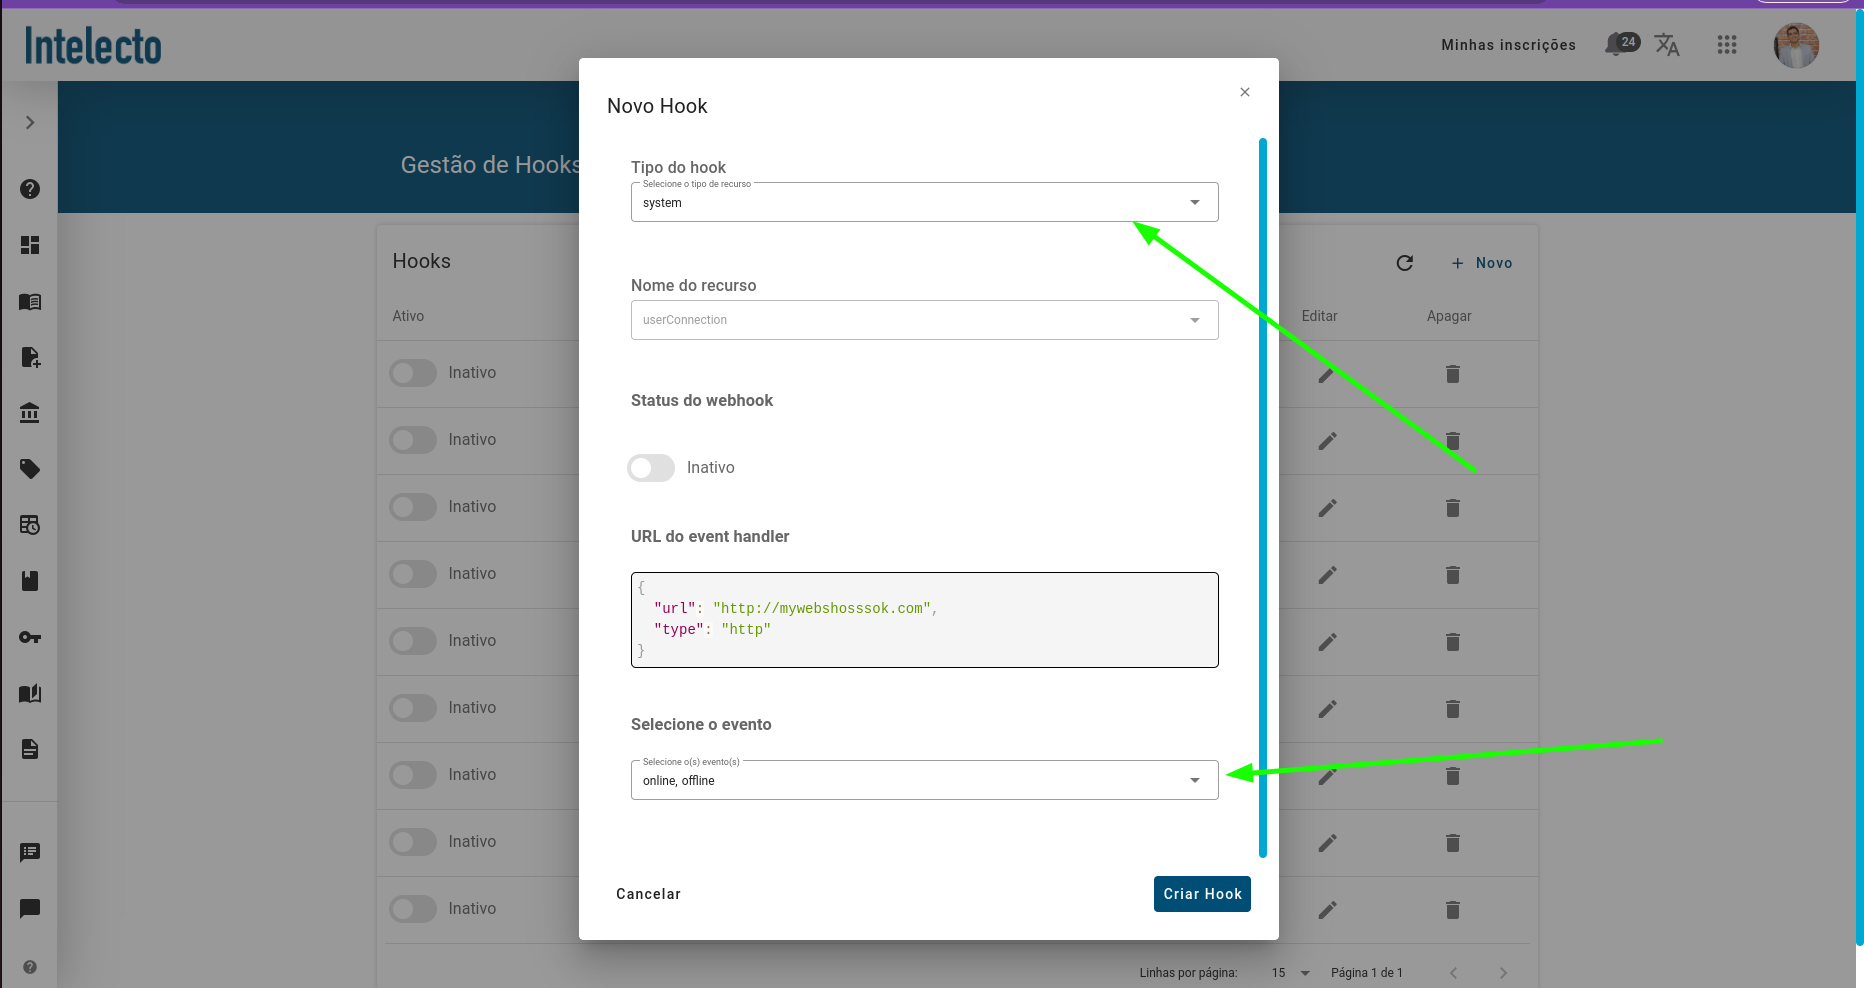 Intelecto
Minhas inscrições
24
Gestão de Hooks
Hooks
Novo
Ativo
Editar
Apagar
Inativo
Inativo
Inativo
Inativo
Inativo
Inativo
Inativo
Inativo
Inativo
Linhas por página:
15
Página 1 de 1
Novo Hook
Tipo do hook
Selecione o tipo de recurso
system
Nome do recurso
userConnection
Status do webhook
Inativo
URL do event handler
{
"url": "http://mywebshosssok.com",
"type": "http"
}
Selecione o evento
Selecione o(s) evento(s)
online, offline
Cancelar
Criar Hook